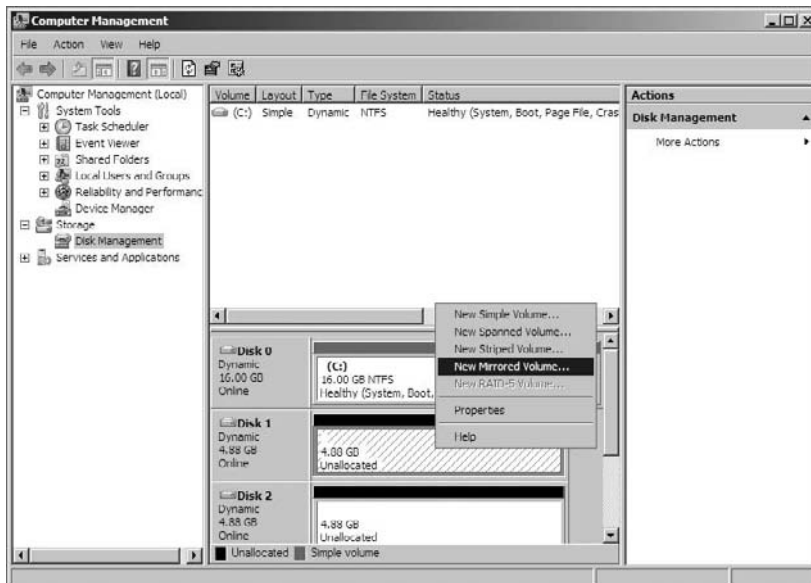 Computer Management
File Action View Help
Computer Management (Local)
System Tools
Task Scheduler
Event Viewer
Shared Folders
Local Users and Groups
Reliability and Performanc
Device Manager
Storage
Disk Management
Services and Applications
Volume Layout Type File System Status
(C:) Simple Dynamic NTFS Healthy (System, Boot, Page File, Cras
Actions
Disk Management
More Actions
New Simple Volume...
New Spanned Volume...
New Striped Volume...
New Mirrored Volume...
New RAID-5 Volume...
Properties
Help
Disk 0
Dynamic
16.00 GB
Online
(C:)
16.00 GB NTFS
Healthy (System, Boot,
Disk 1
Dynamic
4.88 GB
Online
4.88 GB
Unallocated
Disk 2
Dynamic
4.88 GB
Online
4.88 GB
Unallocated
Unallocated Simple volume